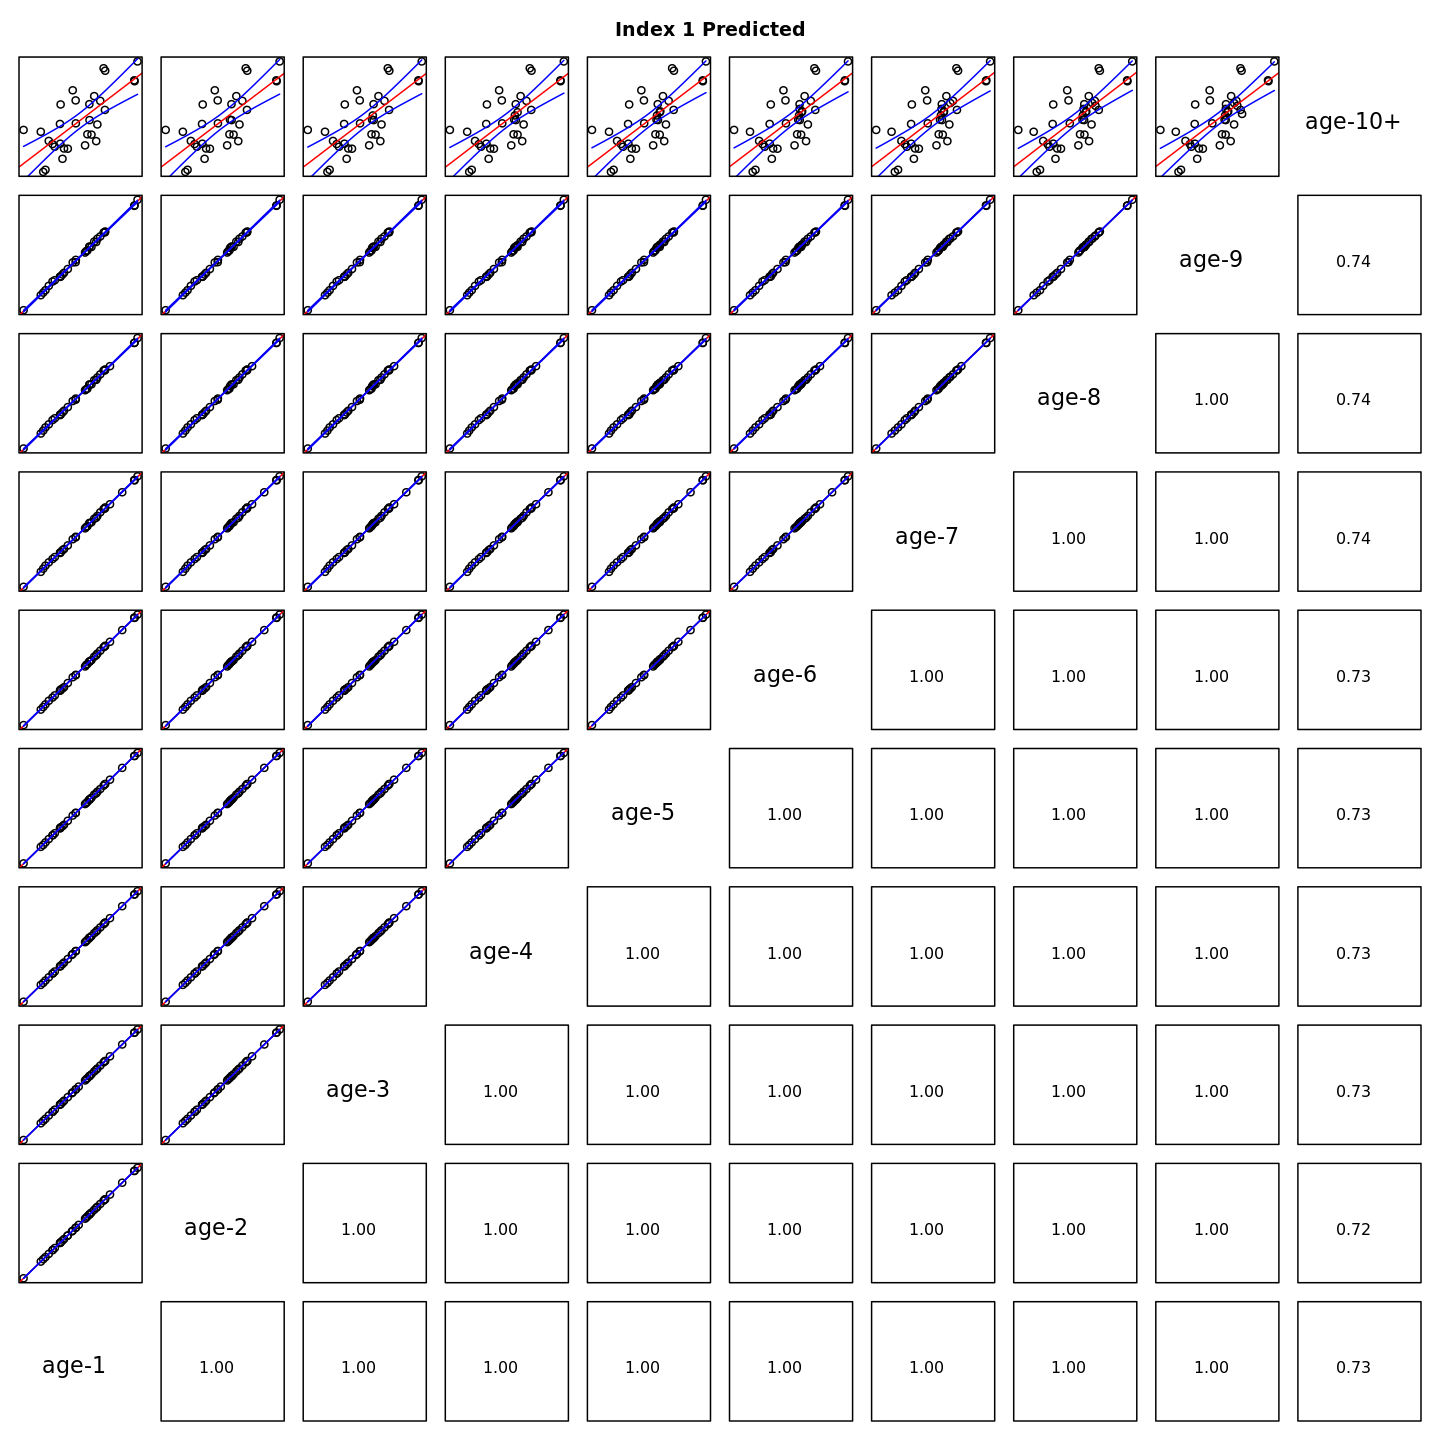 Index 1 Predicted
age-10+
age-9 0.74
age-8 1.00 0.74
age-7 1.00 1.00 0.74
age-6 1.00 1.00 1.00 0.73
age-5 1.00 1.00 1.00 1.00 0.73
age-4 1.00 1.00 1.00 1.00 1.00 0.73
age-3 1.00 1.00 1.00 1.00 1.00 1.00 0.73
age-2 1.00 1.00 1.00 1.00 1.00 1.00 1.00 0.72
age-1 1.00 1.00 1.00 1.00 1.00 1.00 1.00 1.00 0.73